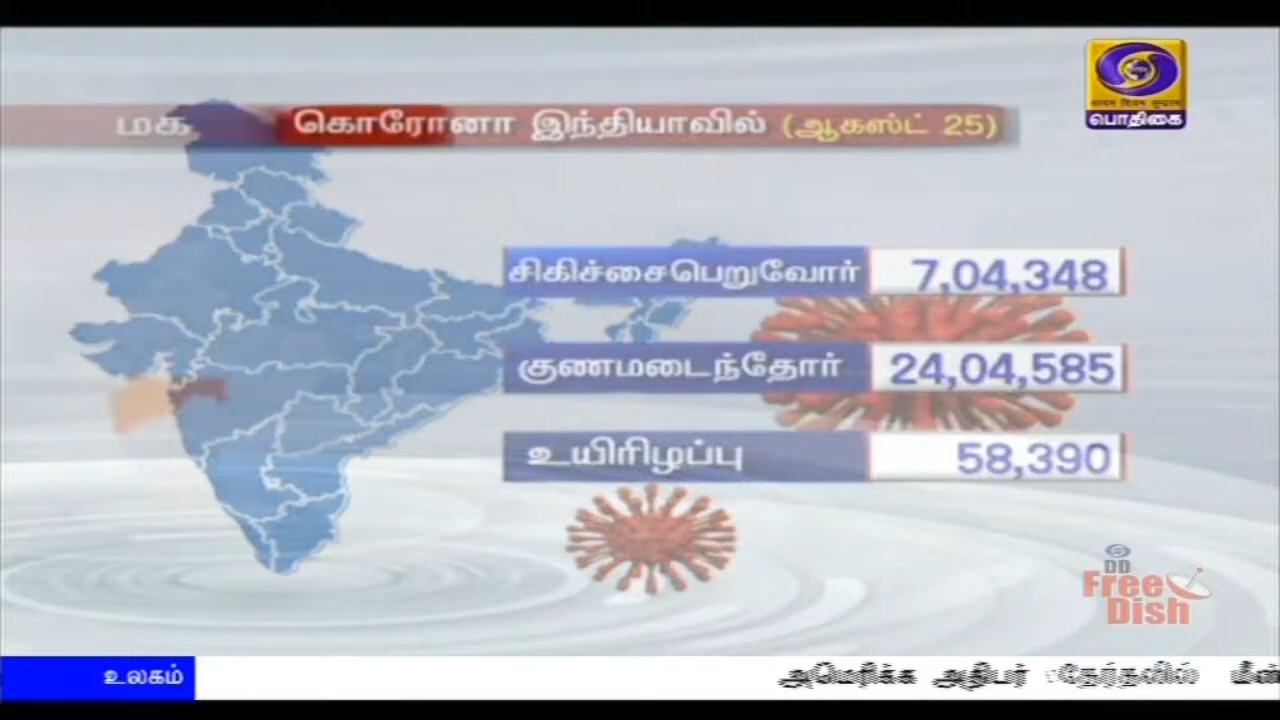 மக
கொரோனா இந்தியாவில் (ஆகஸ்ட் 25)
பொதிகை
சிகிச்சைபெறுவோர் 7,04,348
குணமடைந்தோர் 24,04,585
உயிரிழப்பு 58,390
DD
Free
Dish
உலகம் அமெரிக்க அதிபர் தேர்தலில் மீண்